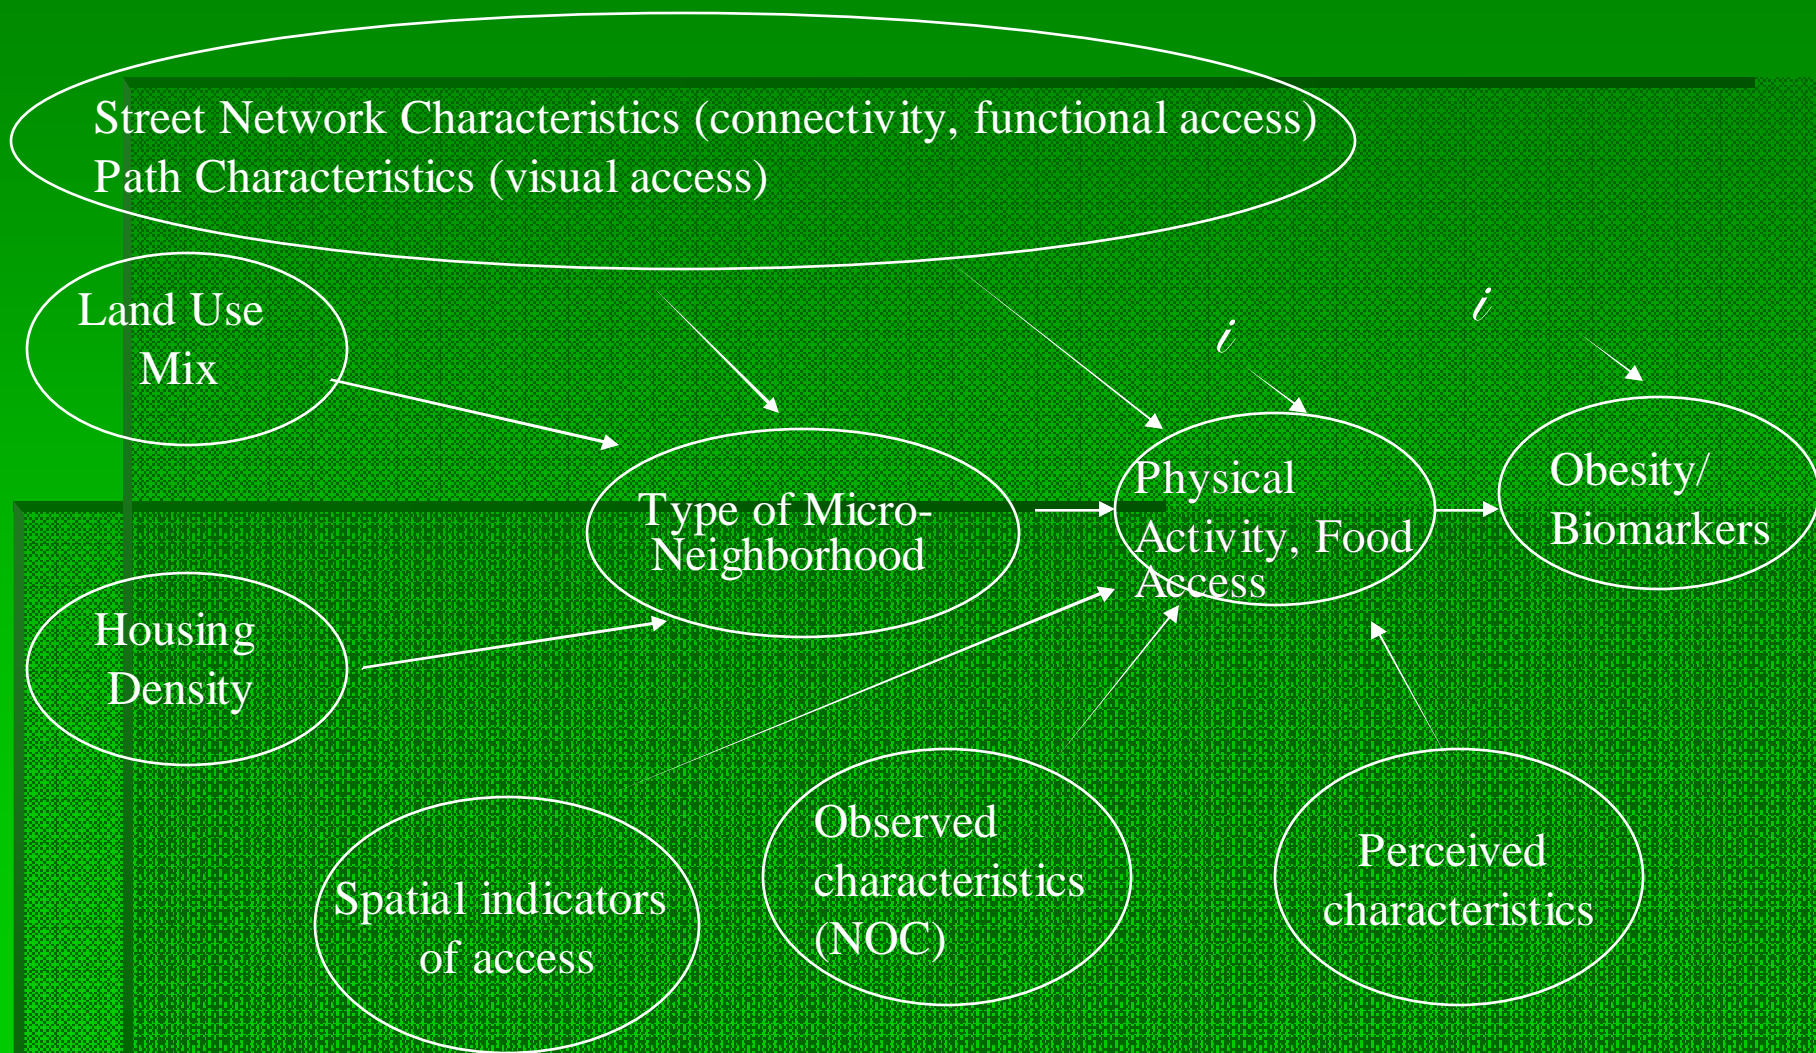 Street Network Characteristics (connectivity, functional access)
Path Characteristics (visual access)
Land Use
Mix
i
i
Type of Micro-
Neighborhood
Physical
Activity, Food
Access
Obesity/
Biomarkers
Housing
Density
Spatial indicators
of access
Observed
characteristics
(NOC)
Perceived
characteristics